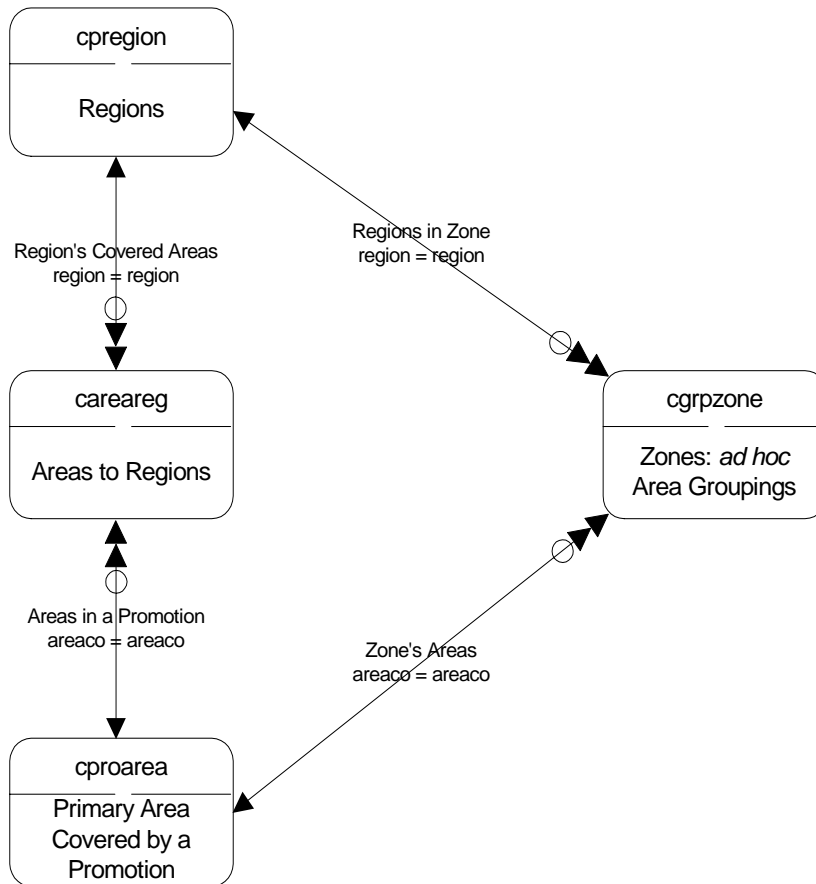 cpregion
Regions
Region's Covered Areas
region = region
Regions in Zone
region = region
careareg
Areas to Regions
cgrpzone
Zones: ad hoc
Area Groupings
Areas in a Promotion
areaco = areaco
Zone's Areas
areaco = areaco
cproarea
Primary Area
Covered by a
Promotion